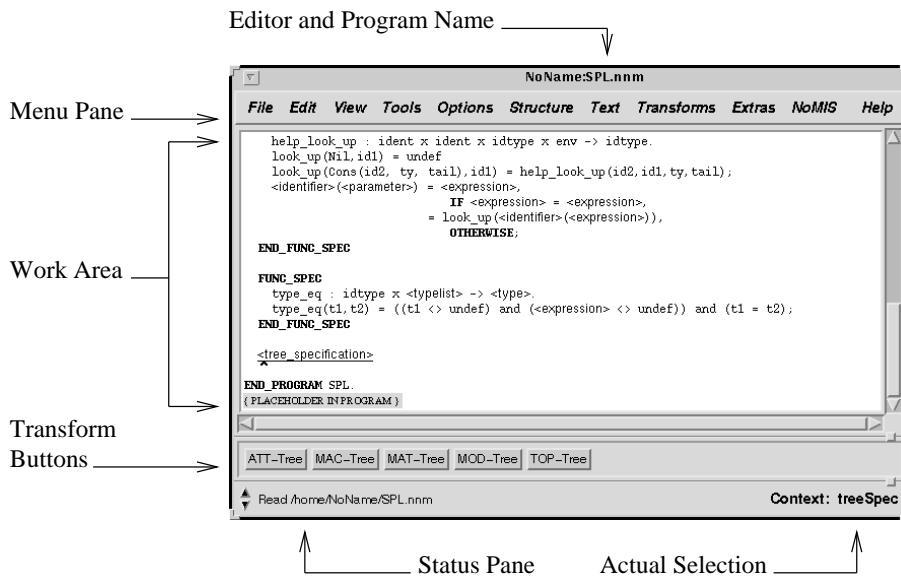 Editor and Program Name
NoName:SPL.nnm
Menu Pane
File Edit View Tools Options Structure Text Transforms Extras NoMIS Help
help_look_up : ident x ident x idtype x env -> idtype.
look_up(Nil,id1) = undef
look_up(Cons(id2, ty, tail),id1) = help_look_up(id2,id1,ty,tail);
<identifier>(<parameter>) = <expression>,
IF <expression> = <expression>,
= look_up(<identifier>(<expression>)),
OTHERWISE;
END_FUNC_SPEC
Work Area
FUNC_SPEC
type_eq : idtype x <typelist> -> <type>.
type_eq(t1,t2) = ((t1 <> undef) and (<expression> <> undef)) and (t1 = t2);
END_FUNC_SPEC
<tree_specification>
END_PROGRAM SPL.
{ PLACEHOLDER IN PROGRAM }
Transform
Buttons
ATT-Tree MAC-Tree MAT-Tree MOD-Tree TOP-Tree
Read /home/NoName/SPL.nnm Context: treeSpec
Status Pane Actual Selection